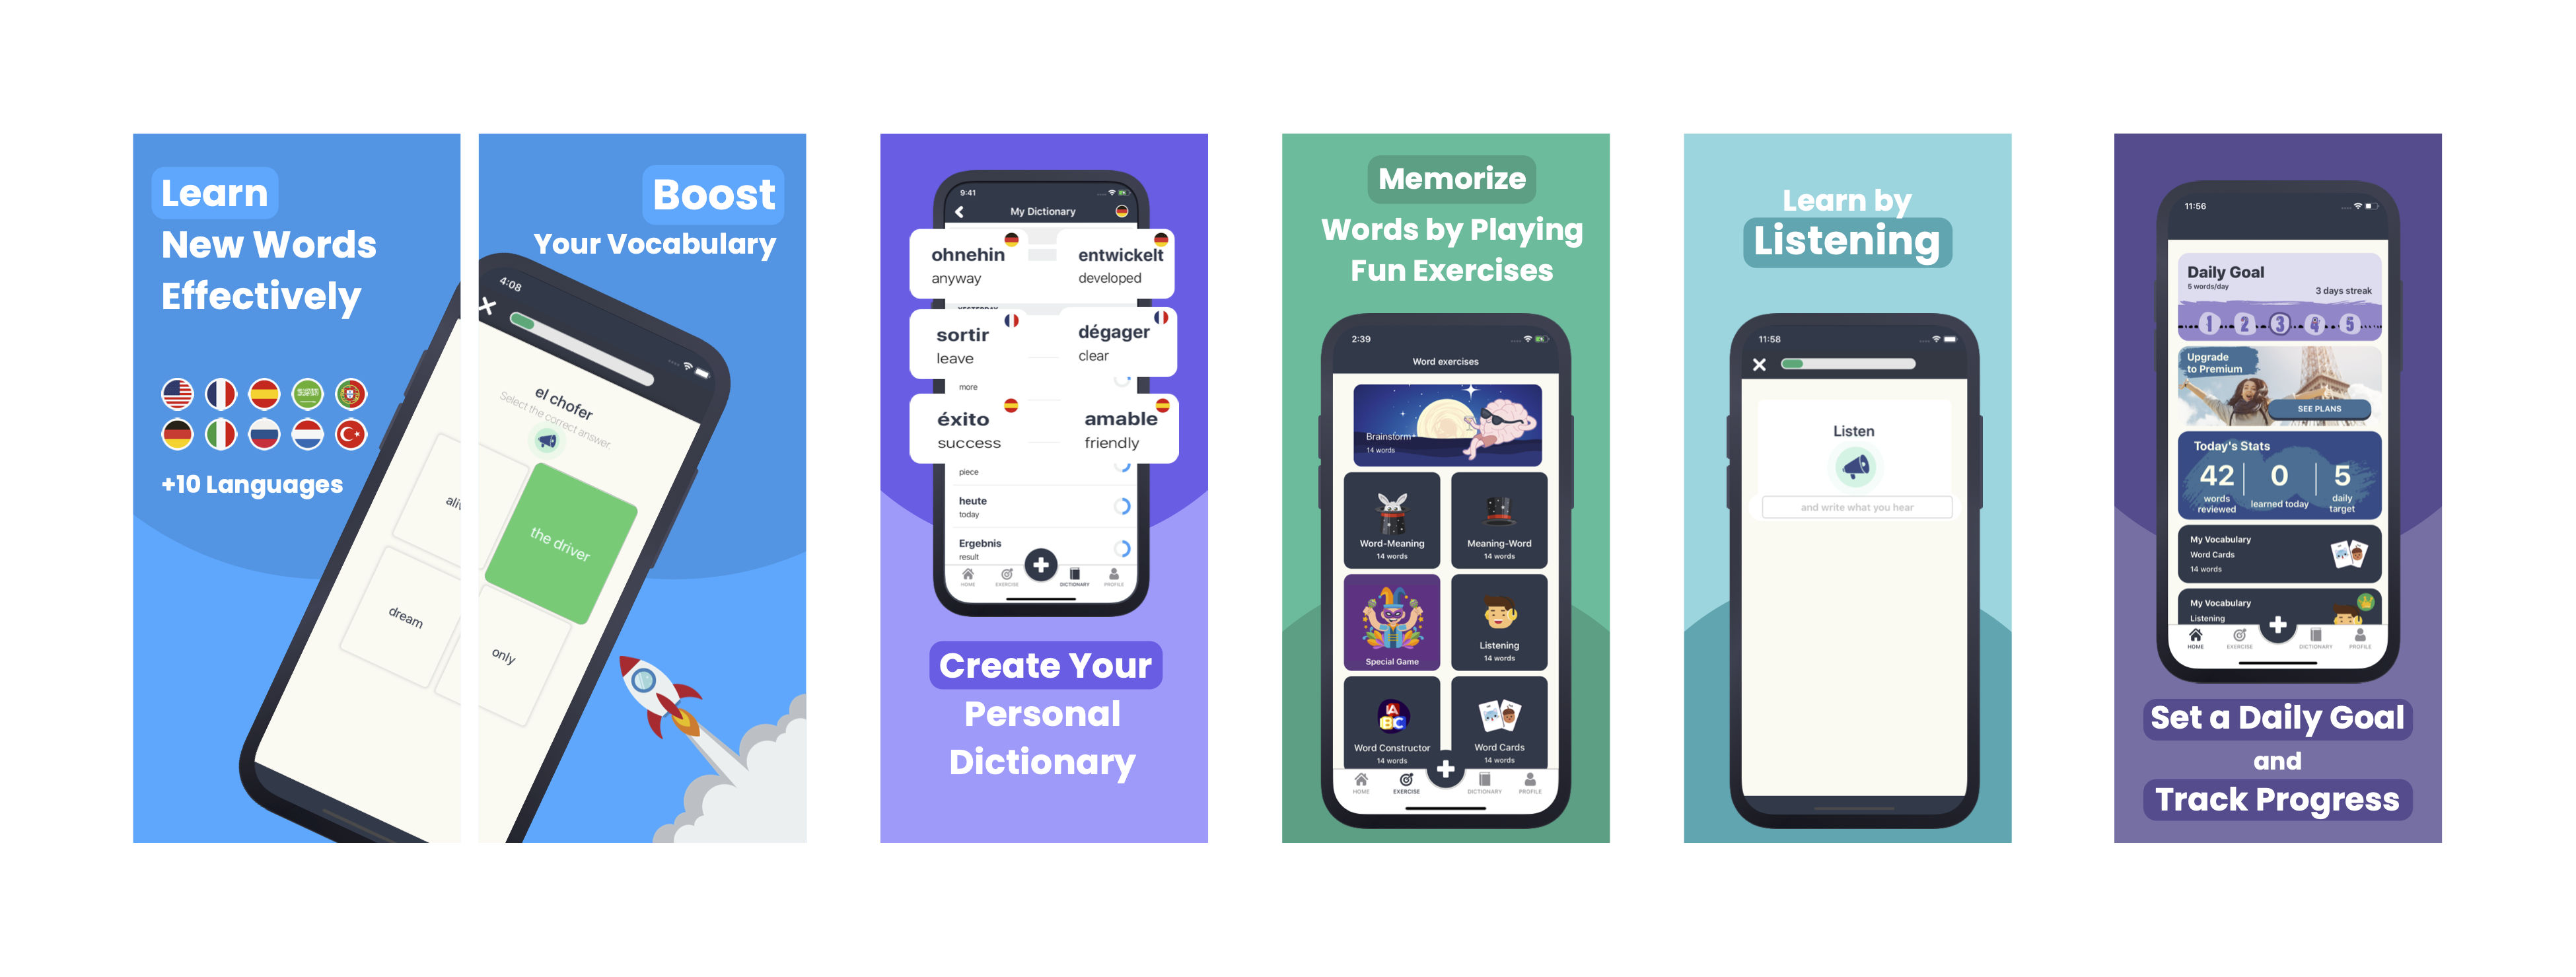 Learn
New Words
Effectively
+10 Languages
dream
Boost
Your Vocabulary
4:08
el chofer
Select the correct answer.
the driver
only
9:41
My Dictionary
ohnehin
anyway
entwickelt
developed
sortir
leave
dégager
clear
more
éxito
success
amable
friendly
piece
heute
today
Ergebnis
result
HOME
EXERCISE
DICTIONARY
PROFILE
Create Your
Personal
Dictionary
Memorize
Words by Playing
Fun Exercises
2:39
Word exercises
Brainstorm+
14 words
Word-Meaning
14 words
Meaning-Word
14 words
Special Game
Listening
14 words
Word Constructor
14 words
Word Cards
14 words
HOME
EXERCISE
DICTIONARY
PROFILE
Learn by
Listening
11:58
Listen
and write what you hear
11:56
Daily Goal
5 words/day
3 days streak
1 2 3 4 5
Upgrade
to Premium
SEE PLANS
Today's Stats
42 0 5
words reviewed
learned today
daily target
My Vocabulary
Word Cards
14 words
My Vocabulary
Listening
HOME
EXERCISE
DICTIONARY
PROFILE
Set a Daily Goal
and
Track Progress